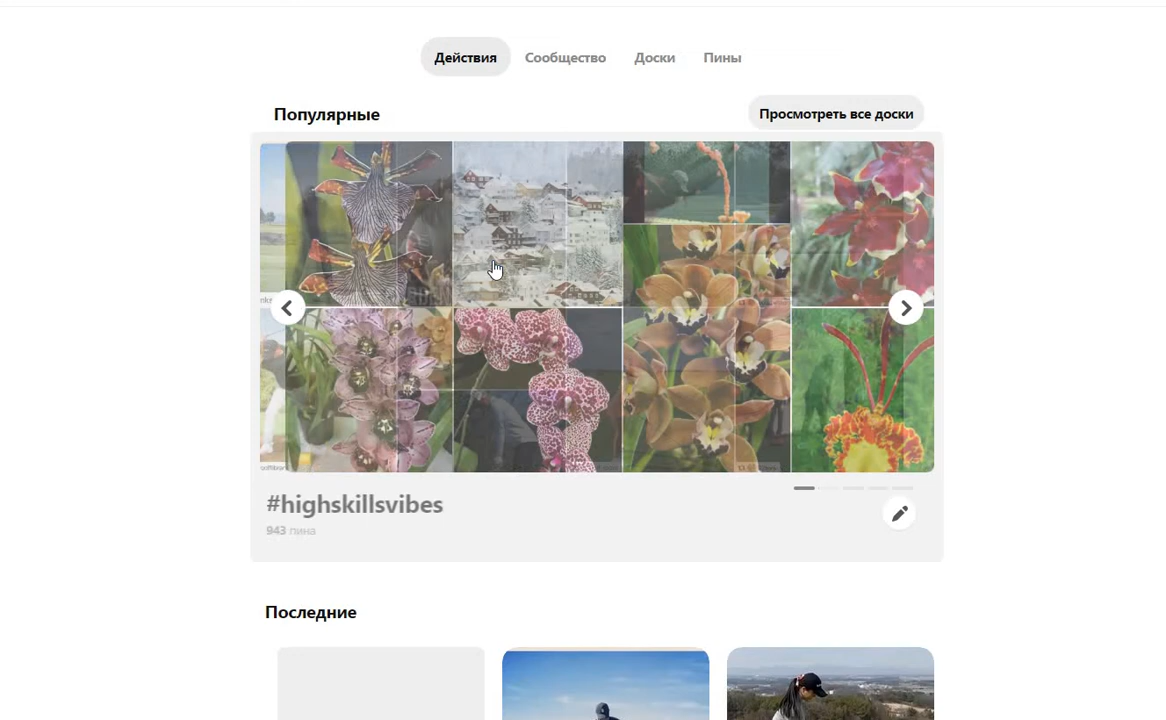 Действия
Сообщество
Доски
Пины
Популярные
Просмотреть все доски
#highskillsvibes
943 пина
Последние